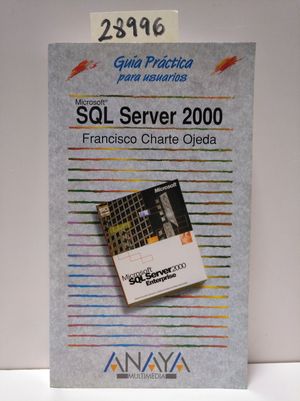 28996
Guía Práctica
para usuarios
Microsoft®
SQL Server 2000
Francisco Charte Ojeda
Microsoft
Microsoft
SQL Server 2000
Enterprise
ANAYA
MULTIMEDIA